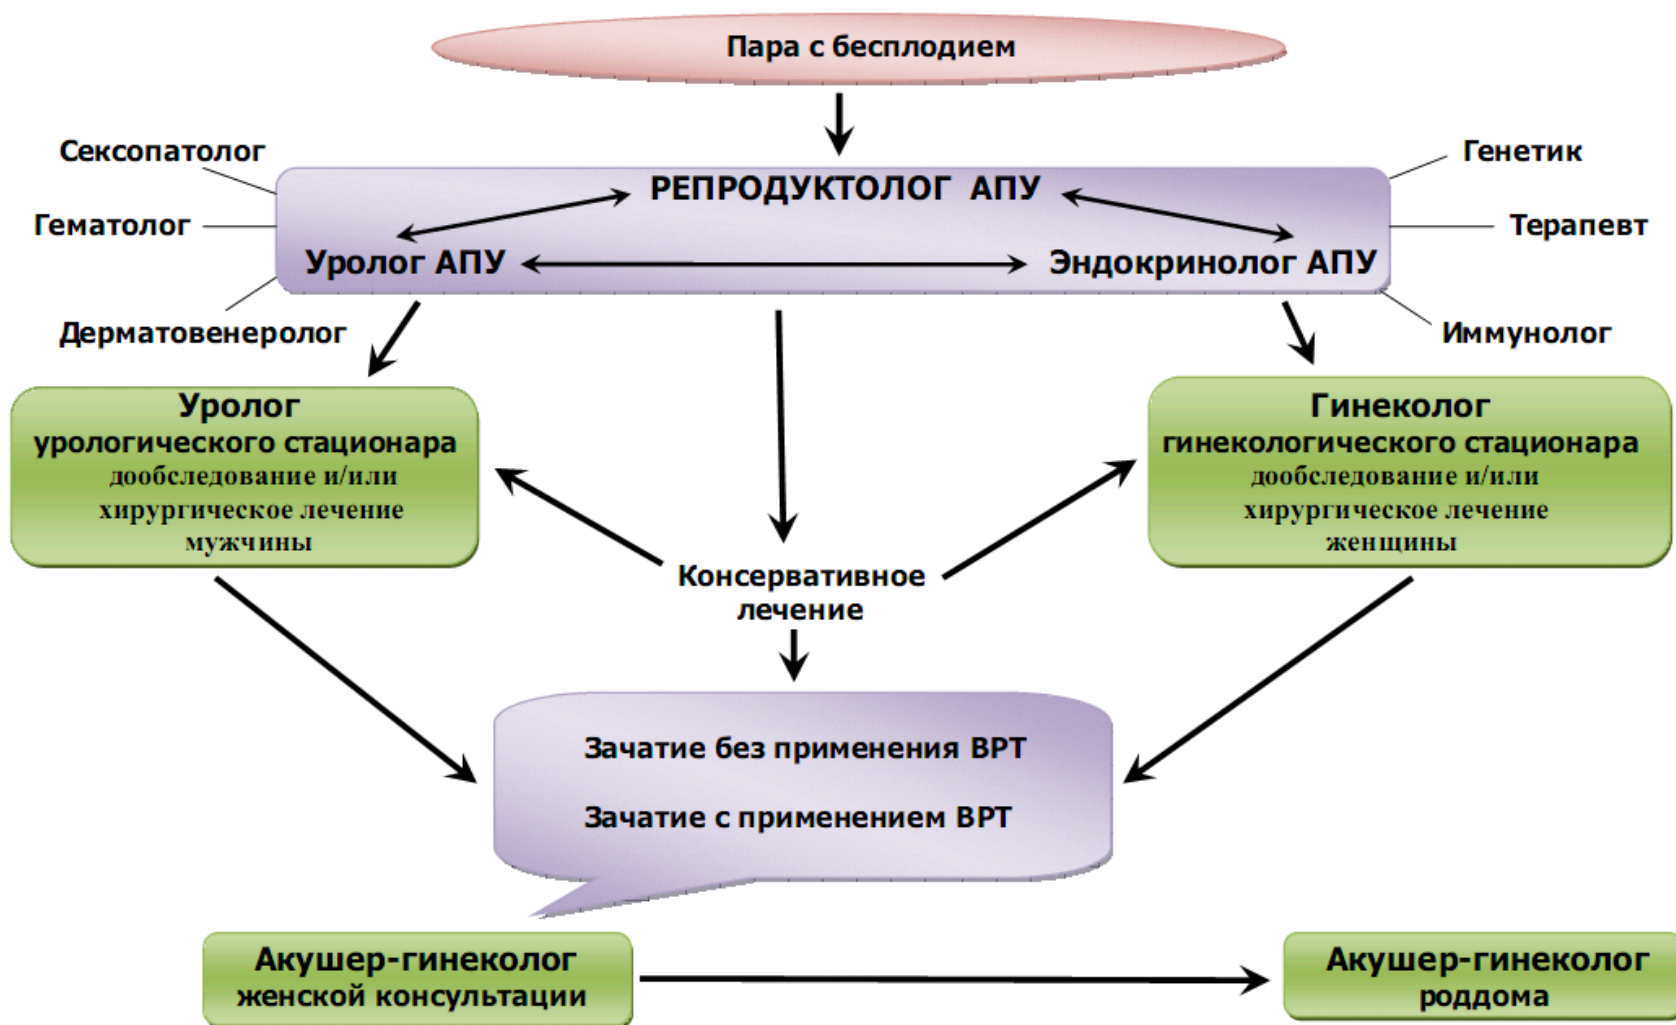 Пара с бесплодием
Сексопатолог
Генетик
РЕПРОДУКТОЛОГ АПУ
Гематолог
Терапевт
Уролог АПУ
Эндокринолог АПУ
Дерматовенеролог
Иммунолог
Уролог
урологического стационара
дообследование и/или
хирургическое лечение
мужчины
Гинеколог
гинекологического стационара
дообследование и/или
хирургическое лечение
женщины
Консервативное
лечение
Зачатие без применения ВРТ
Зачатие с применением ВРТ
Акушер-гинеколог
женской консультации
Акушер-гинеколог
роддома